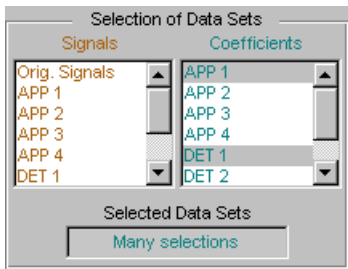 Selection of Data Sets
Signals
Coefficients
Orig. Signals
APP 1
APP 2
APP 3
APP 4
DET 1
APP 1
APP 2
APP 3
APP 4
DET 1
DET 2
Selected Data Sets
Many selections